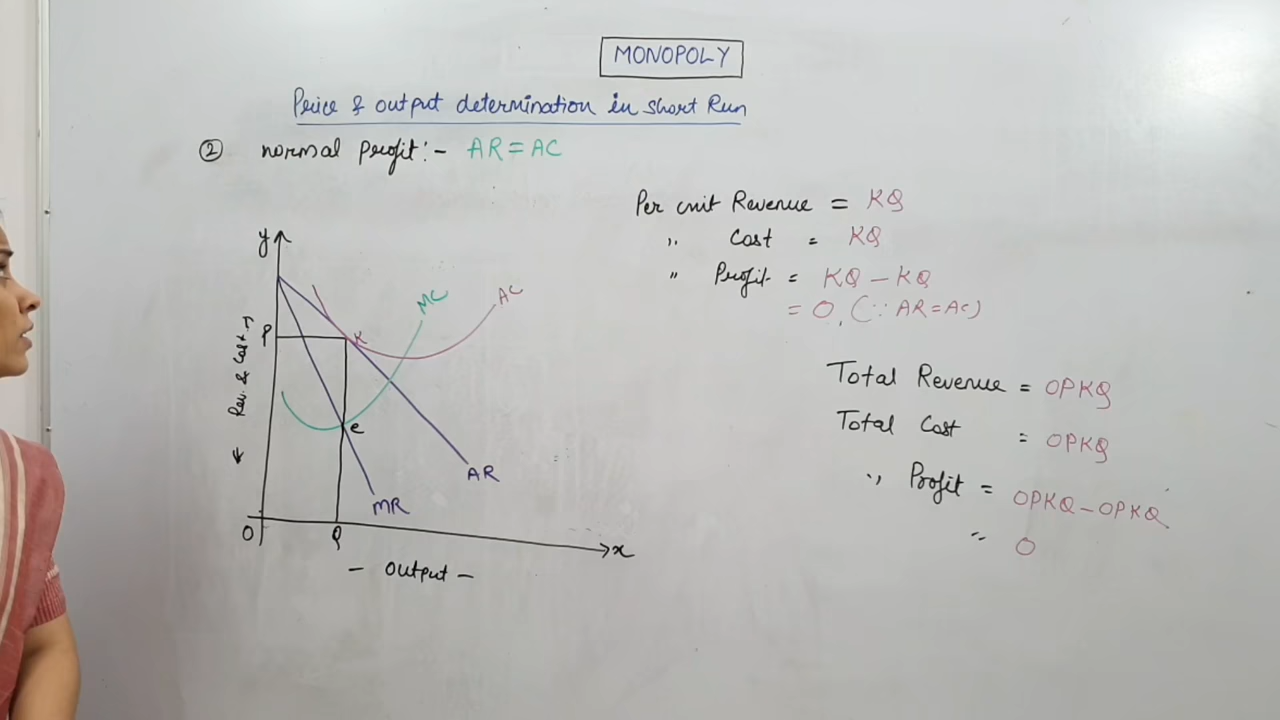 MONOPOLY
Price & output determination in short Run
② normal profit:- AR=AC
Per unit Revenue = KQ
,, Cost = KQ
" Profit = KQ - KQ
= 0, (∵ AR=AC)
Total Revenue = OPKQ
Total Cost = OPKQ
,, Profit = OPKQ-OPKQ
" 0
y
MC
AC
P
K
← Rev. & Cost →
e
AR
MR
O
Q
x
- output -